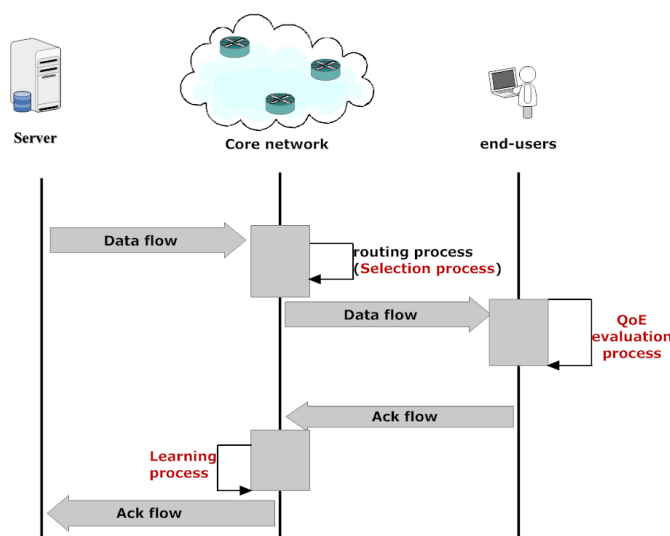 Server
Core network
end-users
Data flow
routing process
(Selection process)
Data flow
QoE
evaluation
process
Ack flow
Learning
process
Ack flow